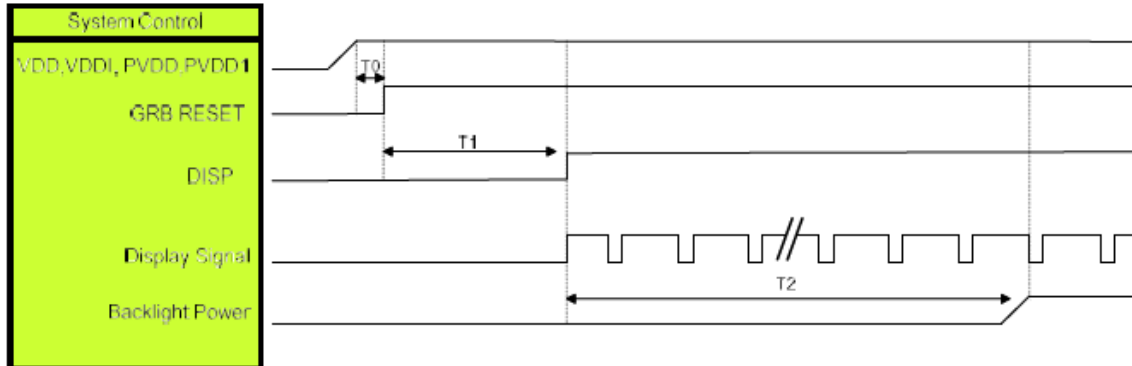 System Control
VDD,VDDI, PVDD,PVDD1
T0
GRB RESET
T1
DISP
Display Signal
T2
Backlight Power